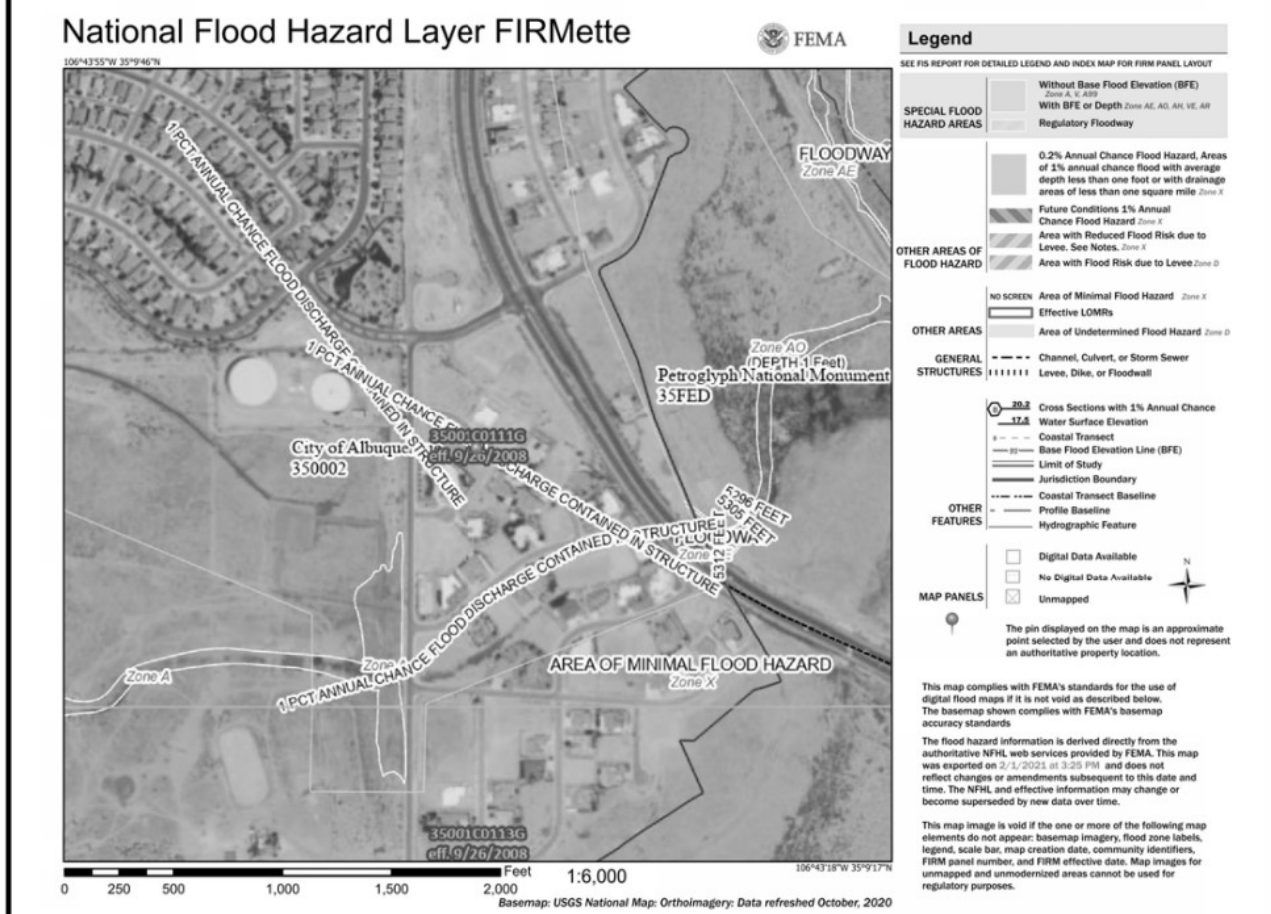 National Flood Hazard Layer FIRMette
FEMA
106°43'55"W 35°9'46"N
1 PCT ANNUAL CHANCE FLOOD DISCHARGE CONTAINED IN STRUCTURE
FLOODWAY
Zone AE
1 PCT ANNUAL CHANCE FLOOD DISCHARGE CONTAINED IN STRUCTURE
Zone AO
(DEPTH 1 Feet)
Petroglyph National Monument
35FED
City of Albuque
350002
35001C0111G
eff. 9/26/2008
5296 FEET
5305 FEET
5312 FEET
FLOODWAY
Zone
1 PCT ANNUAL CHANCE FLOOD DISCHARGE CONTAINED STRUCTURE
Zone A
Zone
AREA OF MINIMAL FLOOD HAZARD
Zone X
35001C0113G
eff. 9/26/2008
106°43'18"W 35°9'17"N
0 250 500 1,000 1,500 2,000 Feet 1:6,000
Basemap: USGS National Map: Orthoimagery: Data refreshed October, 2020
Legend
SEE FIS REPORT FOR DETAILED LEGEND AND INDEX MAP FOR FIRM PANEL LAYOUT
SPECIAL FLOOD
HAZARD AREAS
Without Base Flood Elevation (BFE)
Zone A, V, A99
With BFE or Depth Zone AE, AO, AH, VE, AR
Regulatory Floodway
0.2% Annual Chance Flood Hazard, Areas
of 1% annual chance flood with average
depth less than one foot or with drainage
areas of less than one square mile Zone X
Future Conditions 1% Annual
Chance Flood Hazard Zone X
Area with Reduced Flood Risk due to
Levee. See Notes. Zone X
Area with Flood Risk due to Levee Zone D
OTHER AREAS OF
FLOOD HAZARD
NO SCREEN Area of Minimal Flood Hazard Zone X
Effective LOMRs
Area of Undetermined Flood Hazard Zone D
OTHER AREAS
GENERAL
STRUCTURES
Channel, Culvert, or Storm Sewer
Levee, Dike, or Floodwall
B 20.2 Cross Sections with 1% Annual Chance
17.5 Water Surface Elevation
8 Coastal Transect
Base Flood Elevation Line (BFE)
Limit of Study
Jurisdiction Boundary
Coastal Transect Baseline
Profile Baseline
Hydrographic Feature
OTHER
FEATURES
Digital Data Available
No Digital Data Available
Unmapped
MAP PANELS
N
The pin displayed on the map is an approximate
point selected by the user and does not represent
an authoritative property location.
This map complies with FEMA's standards for the use of
digital flood maps if it is not void as described below.
The basemap shown complies with FEMA's basemap
accuracy standards
The flood hazard information is derived directly from the
authoritative NFHL web services provided by FEMA. This map
was exported on 2/1/2021 at 3:25 PM and does not
reflect changes or amendments subsequent to this date and
time. The NFHL and effective information may change or
become superseded by new data over time.
This map image is void if the one or more of the following map
elements do not appear: basemap imagery, flood zone labels,
legend, scale bar, map creation date, community identifiers,
FIRM panel number, and FIRM effective date. Map images for
unmapped and unmodernized areas cannot be used for
regulatory purposes.